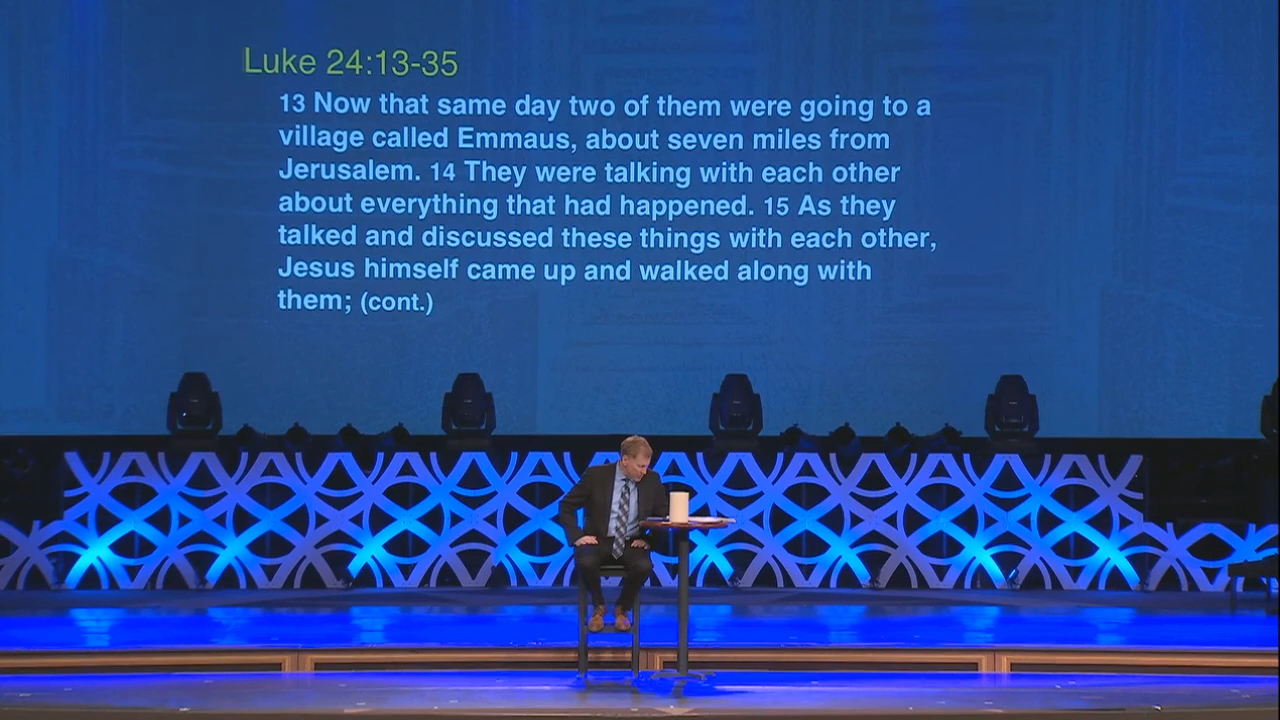 Luke 24:13-35
13 Now that same day two of them were going to a
village called Emmaus, about seven miles from
Jerusalem. 14 They were talking with each other
about everything that had happened. 15 As they
talked and discussed these things with each other,
Jesus himself came up and walked along with
them; (cont.)